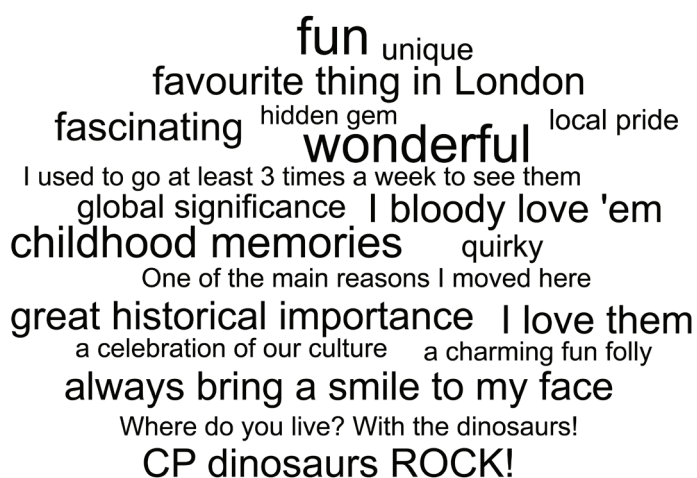 fun unique
favourite thing in London
fascinating hidden gem wonderful local pride
I used to go at least 3 times a week to see them
global significance I bloody love 'em
childhood memories quirky
One of the main reasons I moved here
great historical importance I love them
a celebration of our culture a charming fun folly
always bring a smile to my face
Where do you live? With the dinosaurs!
CP dinosaurs ROCK!